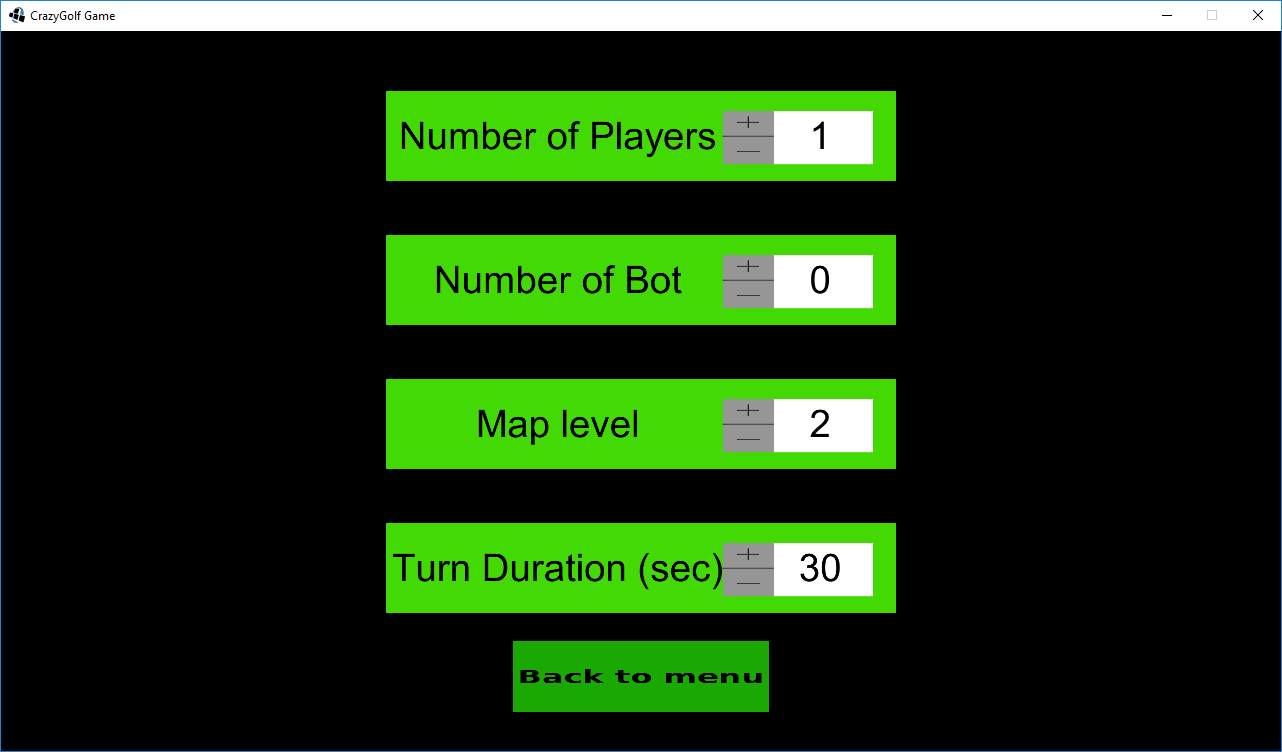 CrazyGolf Game
Number of Players + − 1
Number of Bot + − 0
Map level + − 2
Turn Duration (sec) + − 30
Back to menu